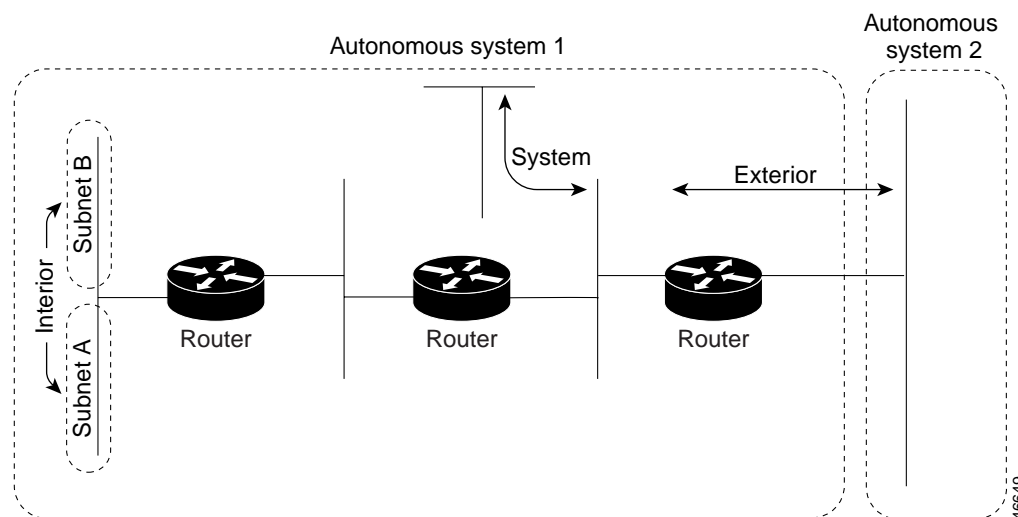 Autonomous system 1
Autonomous
system 2
System
Exterior
Subnet B
Interior
Subnet A
Router
Router
Router